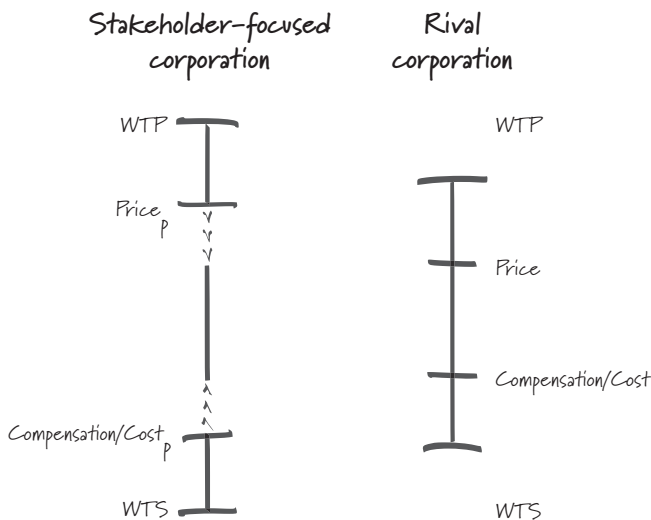 Stakeholder-focused
corporation
Rival
corporation
WTP
Price p
Compensation/Cost p
WTS
WTP
Price
Compensation/Cost
WTS